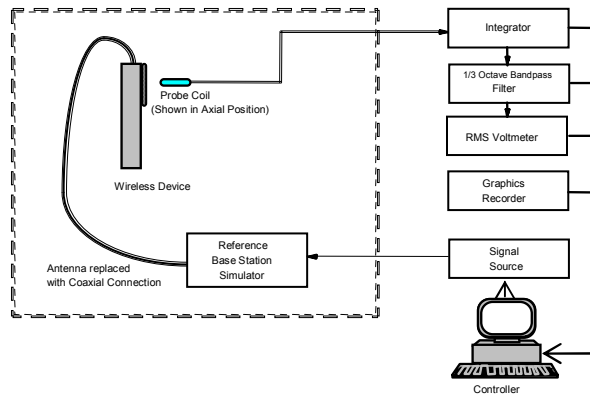 Integrator
1/3 Octave Bandpass
Filter
RMS Voltmeter
Graphics
Recorder
Probe Coil
(Shown in Axial Position)
Wireless Device
Reference
Base Station
Simulator
Antenna replaced
with Coaxial Connection
Signal
Source
Controller